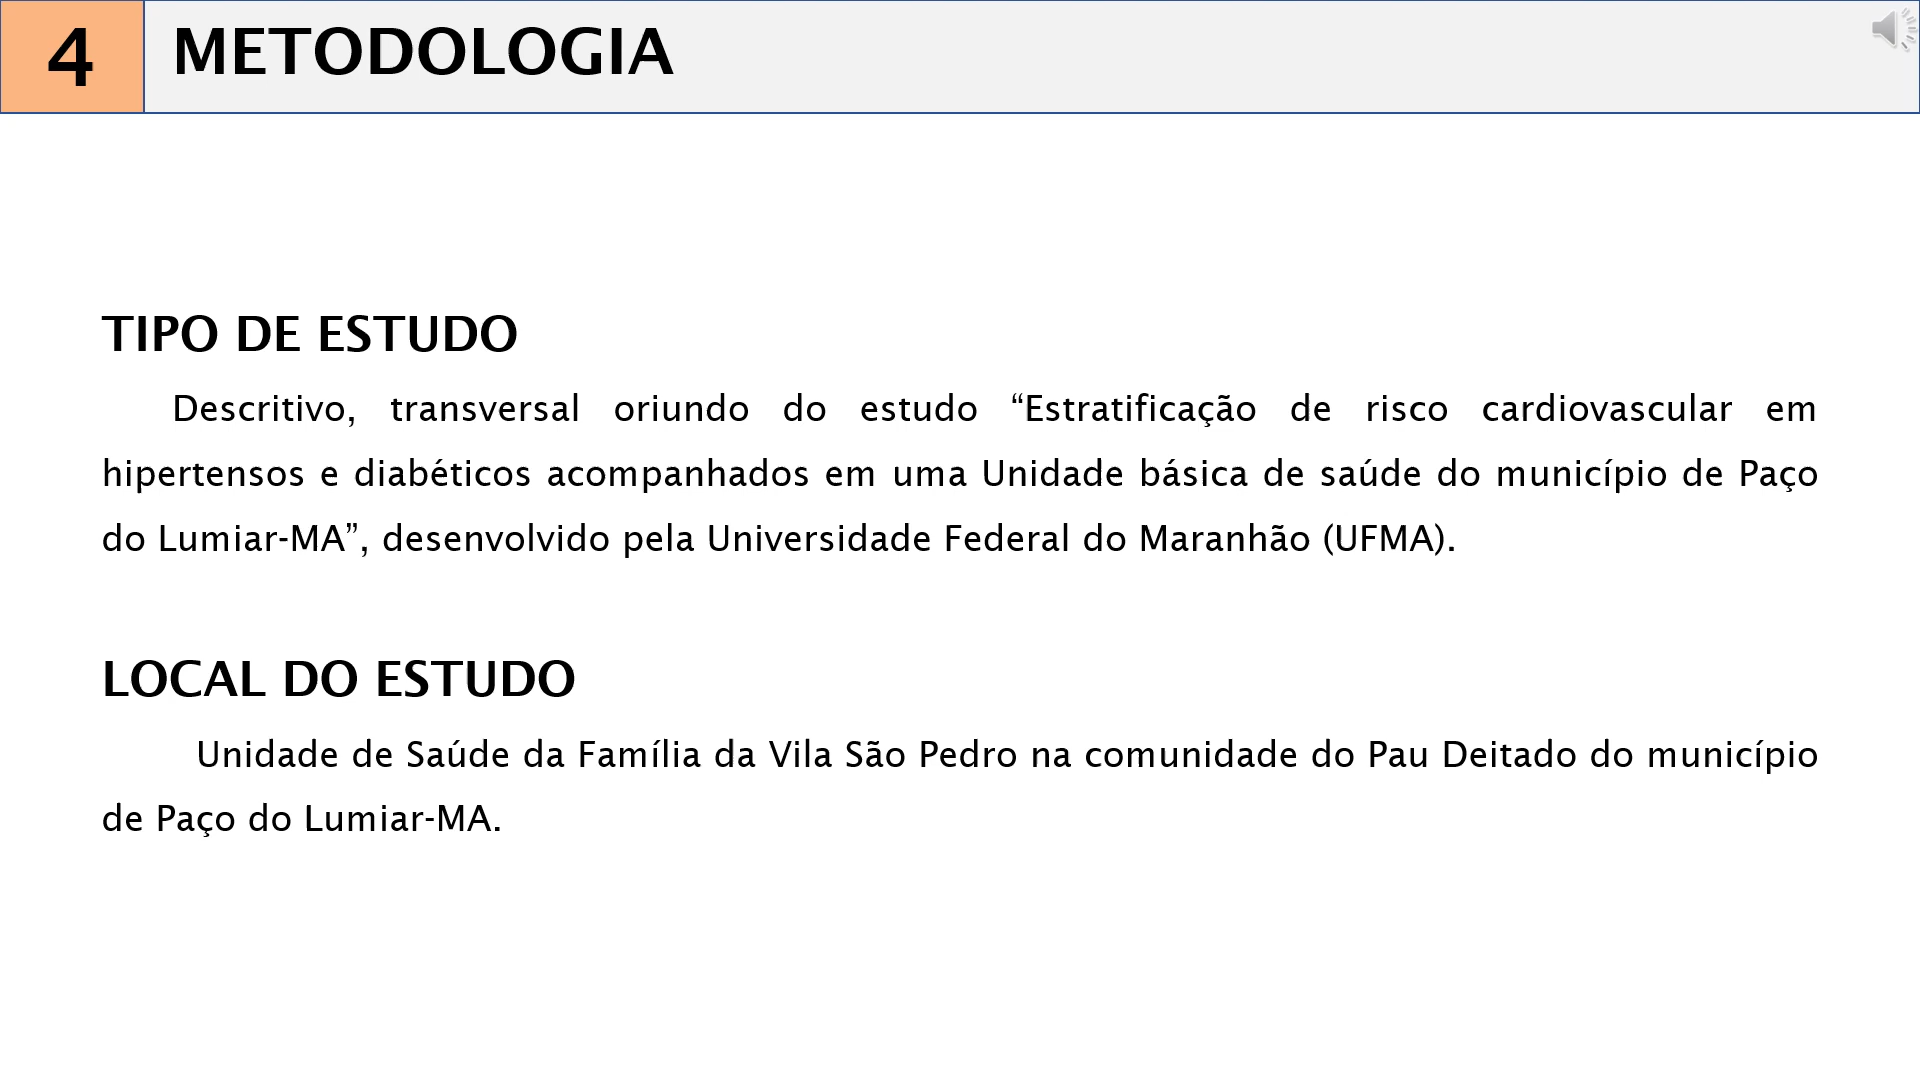 4
METODOLOGIA
TIPO DE ESTUDO
Descritivo, transversal oriundo do estudo “Estratificação de risco cardiovascular em
hipertensos e diabéticos acompanhados em uma Unidade básica de saúde do município de Paço
do Lumiar-MA”, desenvolvido pela Universidade Federal do Maranhão (UFMA).
LOCAL DO ESTUDO
Unidade de Saúde da Família da Vila São Pedro na comunidade do Pau Deitado do município
de Paço do Lumiar-MA.